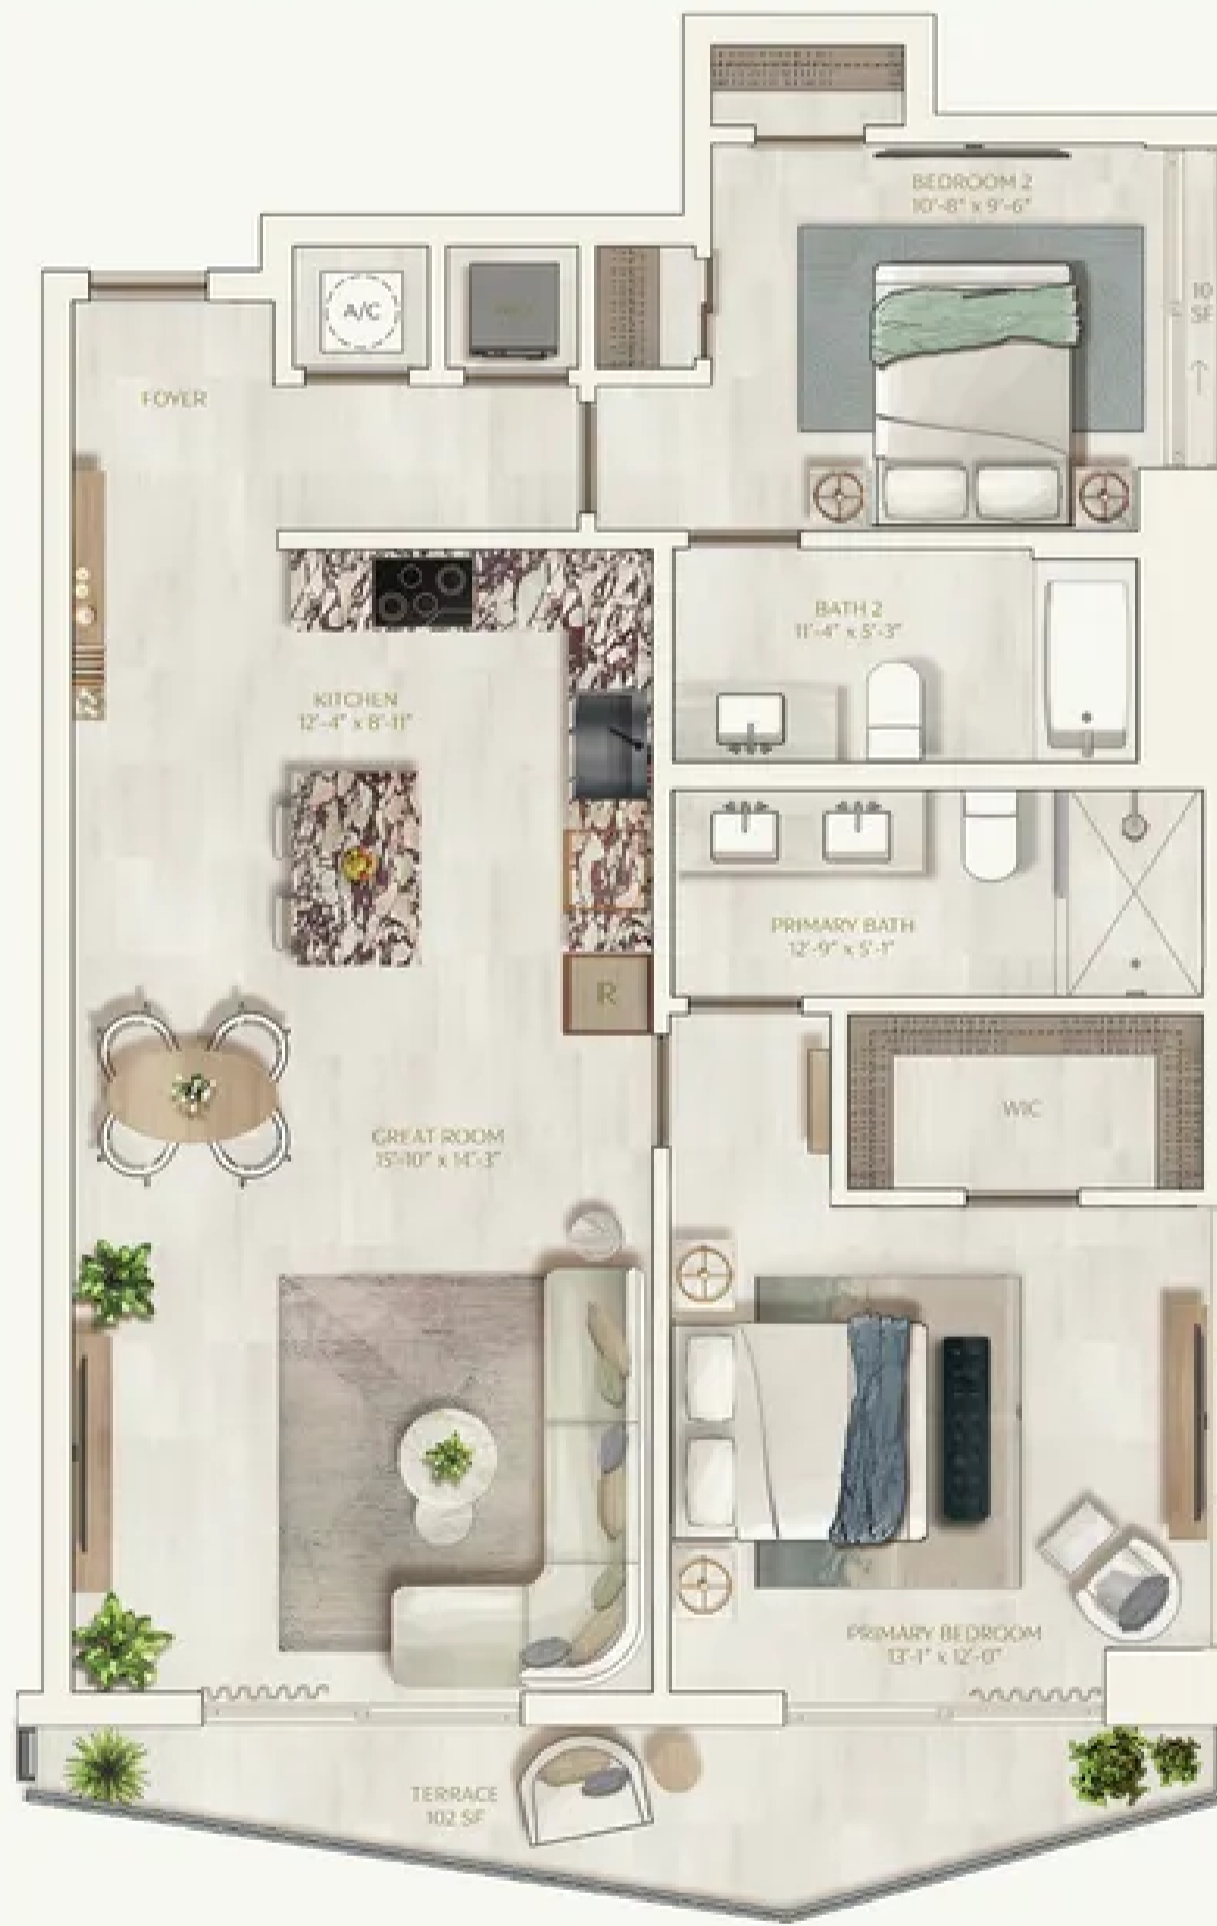 BEDROOM 2
10'-8" x 9'-6"
A/C
10
SF
FOYER
BATH 2
11'-4" x 5'-3"
KITCHEN
12'-4" x 8'-11"
PRIMARY BATH
12'-9" x 5'-1"
R
WIC
GREAT ROOM
15'-10" x 14'-3"
PRIMARY BEDROOM
13'-1" x 12'-0"
TERRACE
102 SF